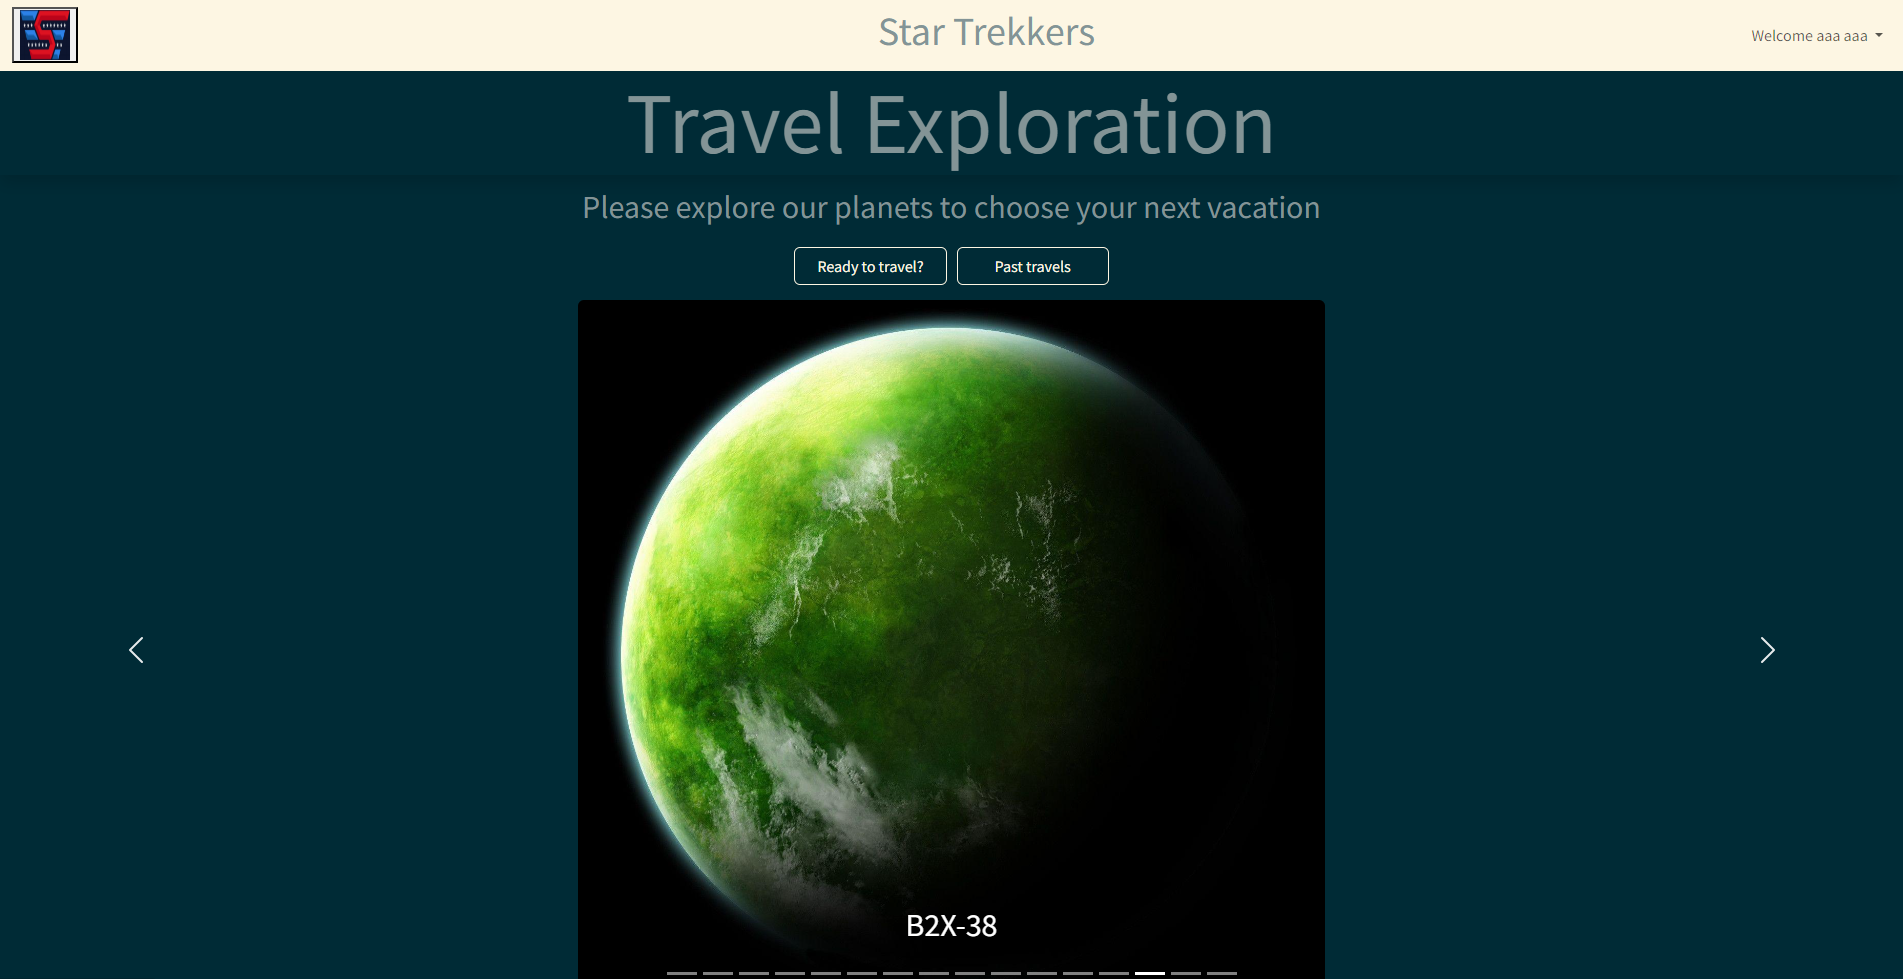 Star Trekkers
Welcome aaa aaa
Travel Exploration
Please explore our planets to choose your next vacation
Ready to travel?
Past travels
B2X-38